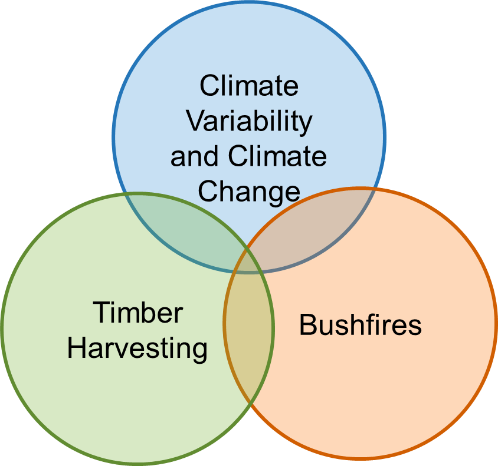 Climate
Variability
and Climate
Change
Timber
Harvesting
Bushfires